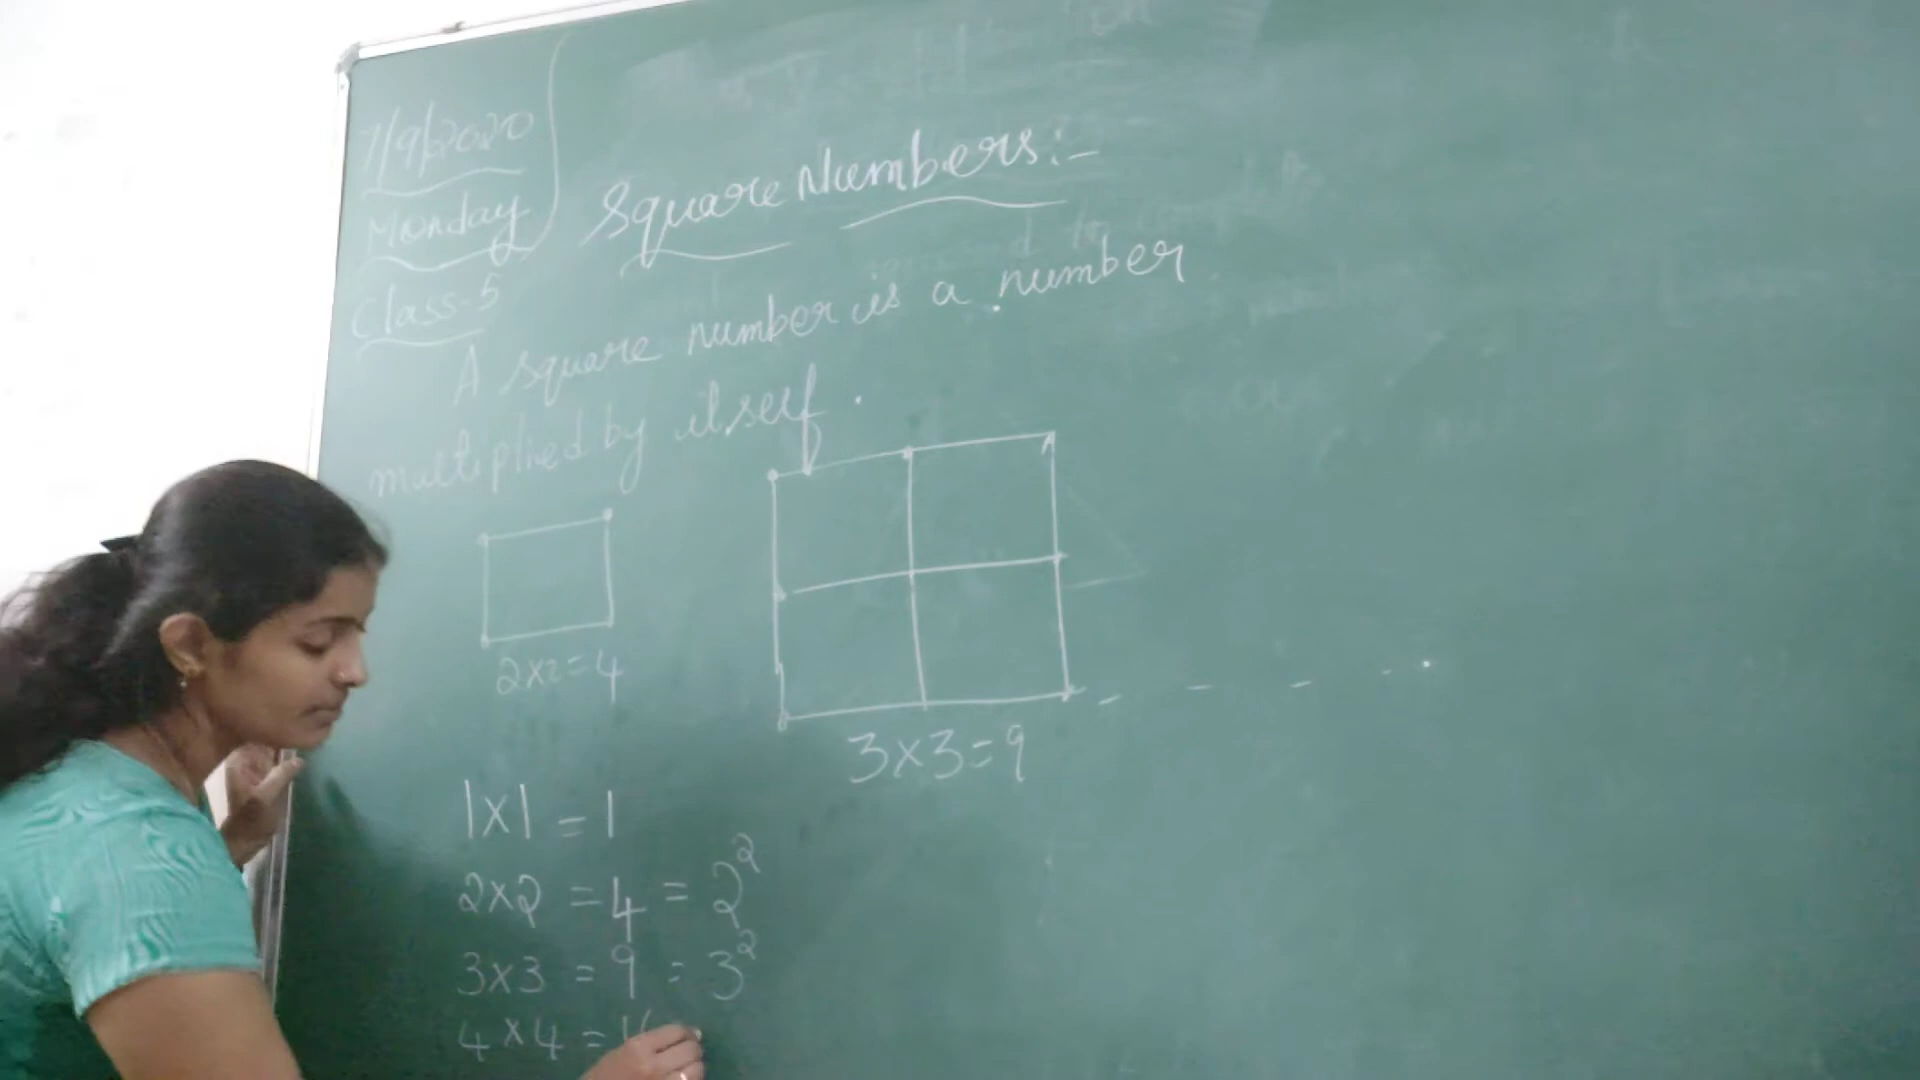 7/9/2020
Monday
Class-5
Square Numbers:-
A square number is a number
multiplied by itself.
2x2=4
3x3=9
1x1 = 1
2x2 = 4 = 2²
3x3 = 9 = 3²
4x4 = 16